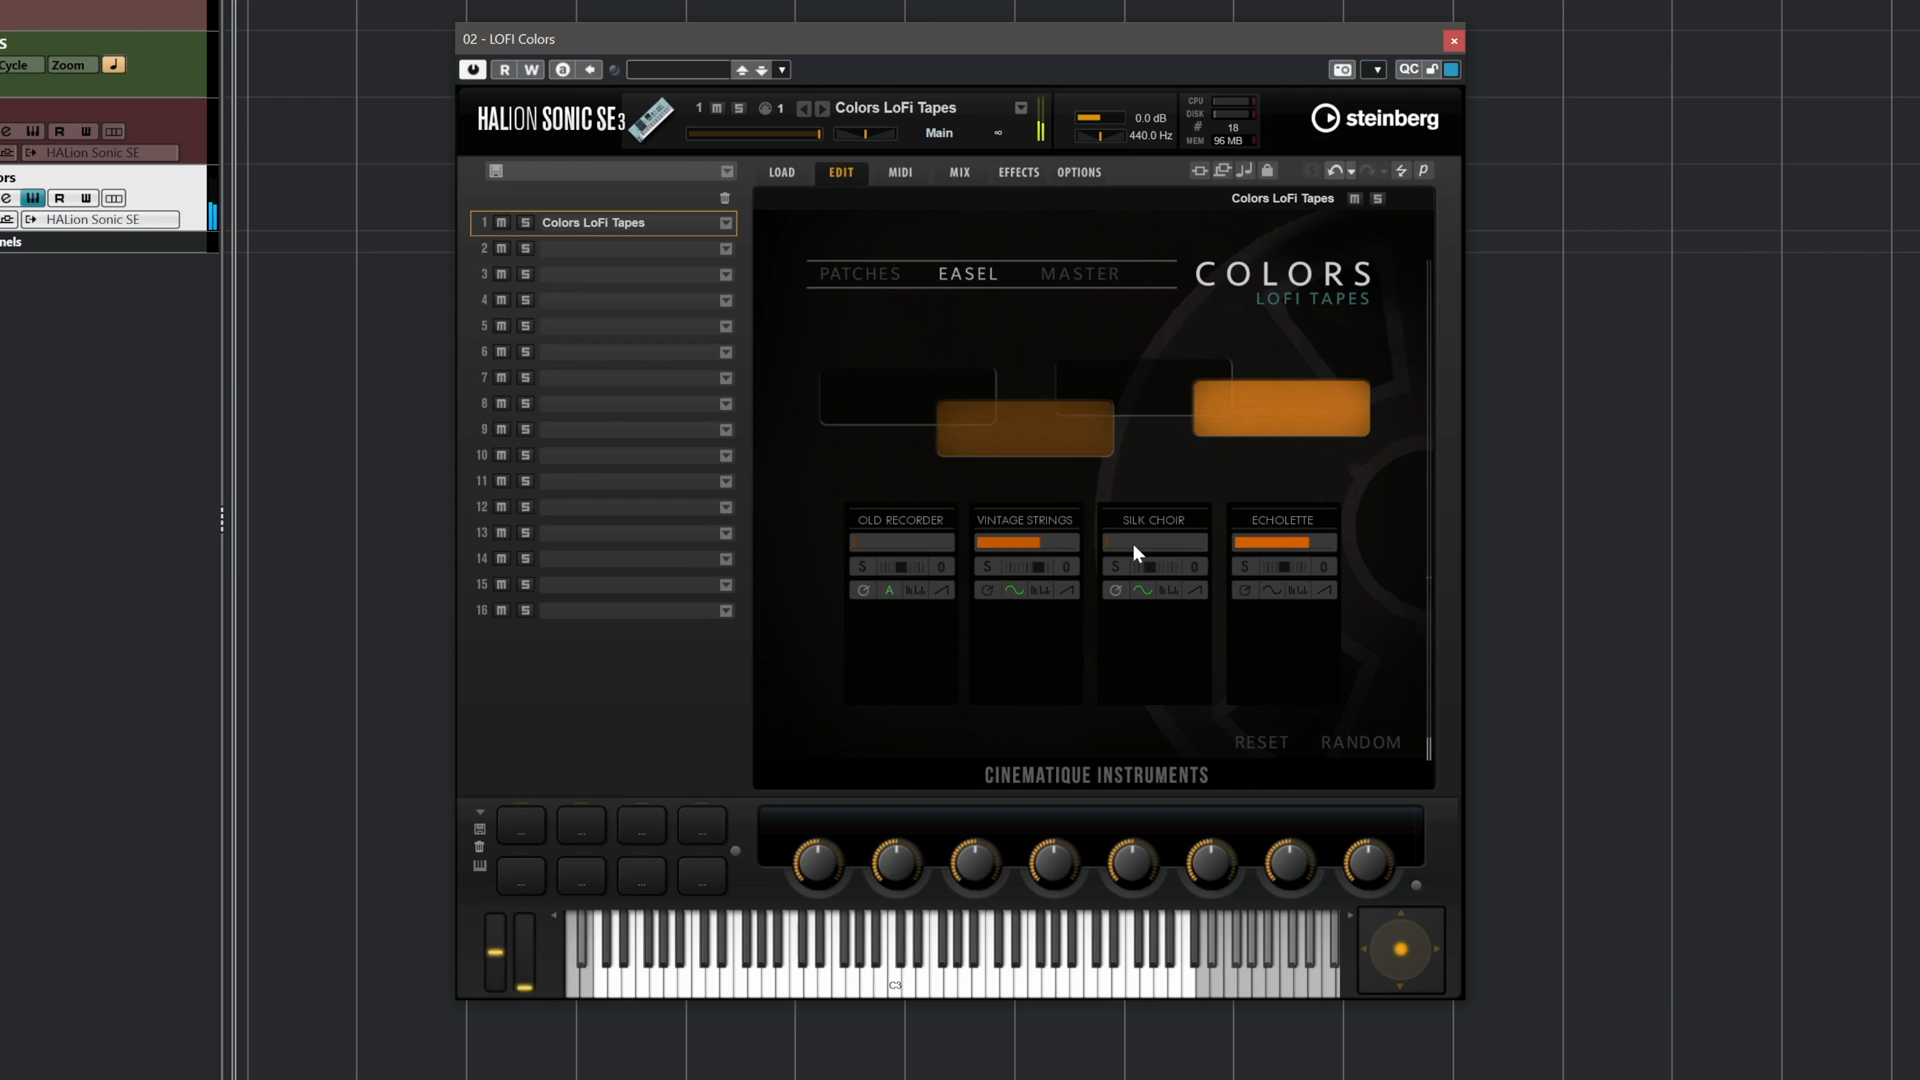 02 - LOFI Colors
S
Cycle Zoom
R W
QC
HALION SONIC SE3
1 m S 1 Colors LoFi Tapes
Main ∞
0.0 dB
440.0 Hz
CPU
DISK
# 18
MEM 96 MB
steinberg
e R W
HALion Sonic SE
ors
e R W
HALion Sonic SE
nels
LOAD EDIT MIDI MIX EFFECTS OPTIONS
Colors LoFi Tapes m S
1 m S Colors LoFi Tapes
2 m S
3 m S
4 m S
5 m S
6 m S
7 m S
8 m S
9 m S
10 m S
11 m S
12 m S
13 m S
14 m S
15 m S
16 m S
PATCHES EASEL MASTER
COLORS
LOFI TAPES
OLD RECORDER VINTAGE STRINGS SILK CHOIR ECHOLETTE
S 0 S 0 S 0 S 0
A
RESET RANDOM
CINEMATIQUE INSTRUMENTS
... ... ... ...
... ... ... ...
C3